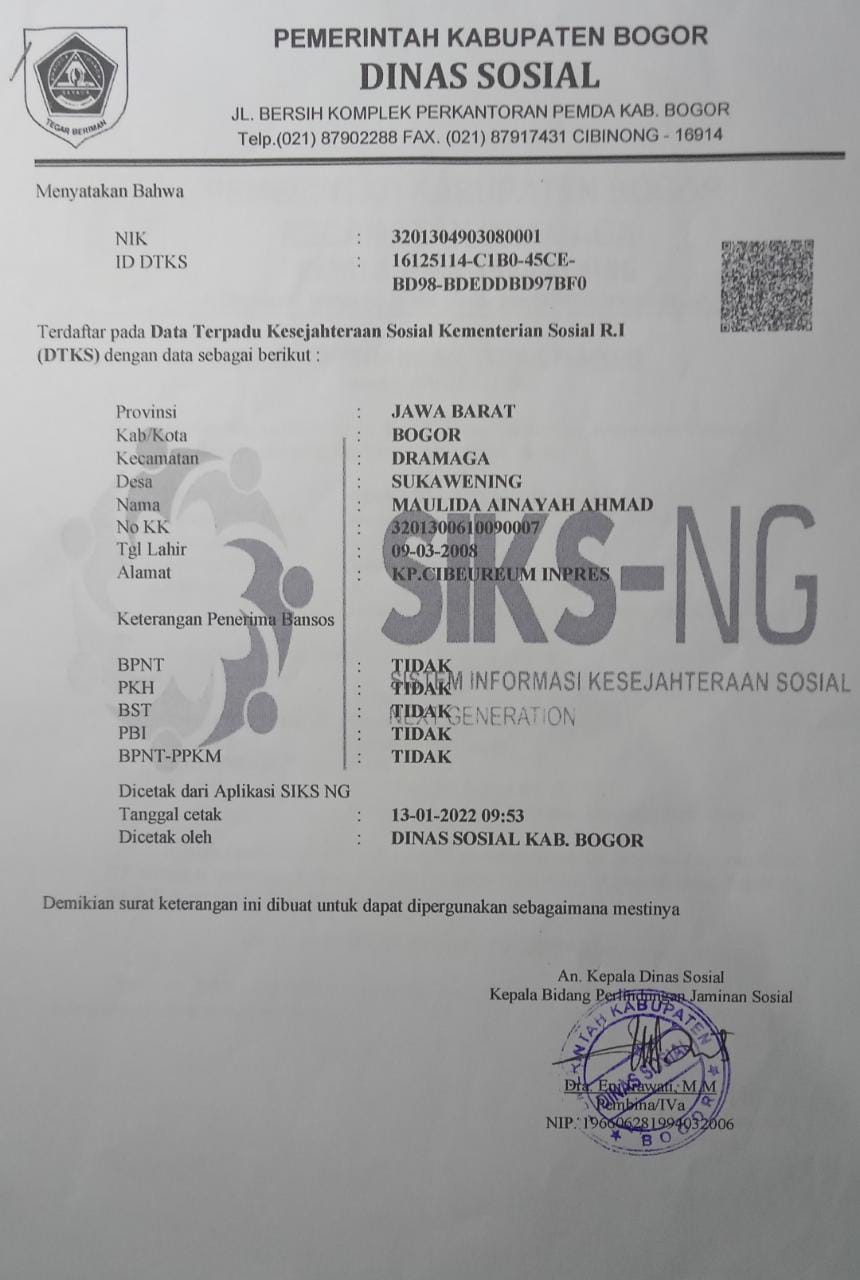 PEMERINTAH KABUPATEN BOGOR
DINAS SOSIAL
JL. BERSIH KOMPLEK PERKANTORAN PEMDA KAB. BOGOR
Telp.(021) 87902288 FAX. (021) 87917431 CIBINONG - 16914
TEGAR BERIMAN
Menyatakan Bahwa
NIK : 3201304903080001
ID DTKS : 16125114-C1B0-45CE-
BD98-BDEDDBD97BF0
Terdaftar pada Data Terpadu Kesejahteraan Sosial Kementerian Sosial R.I
(DTKS) dengan data sebagai berikut :
Provinsi : JAWA BARAT
Kab/Kota : BOGOR
Kecamatan : DRAMAGA
Desa : SUKAWENING
Nama : MAULIDA AINAYAH AHMAD
No KK : 3201300610090007
Tgl Lahir : 09-03-2008
Alamat : KP.CIBEUREUM INPRES
SIKS-NG
Keterangan Penerima Bansos
BPNT : TIDAK
SISTEM INFORMASI KESEJAHTERAAN SOSIAL
PKH : TIDAK
BST : TIDAK
NEXT GENERATION
PBI : TIDAK
BPNT-PPKM : TIDAK
Dicetak dari Aplikasi SIKS NG
Tanggal cetak : 13-01-2022 09:53
Dicetak oleh : DINAS SOSIAL KAB. BOGOR
Demikian surat keterangan ini dibuat untuk dapat dipergunakan sebagaimana mestinya
An. Kepala Dinas Sosial
Kepala Bidang Perlindungan Jaminan Sosial
KABUPATEN
DINAS SOSIAL
BOGOR
Dra. Enirawati, M.M
Pembina/IVa
NIP. 196606281994032006